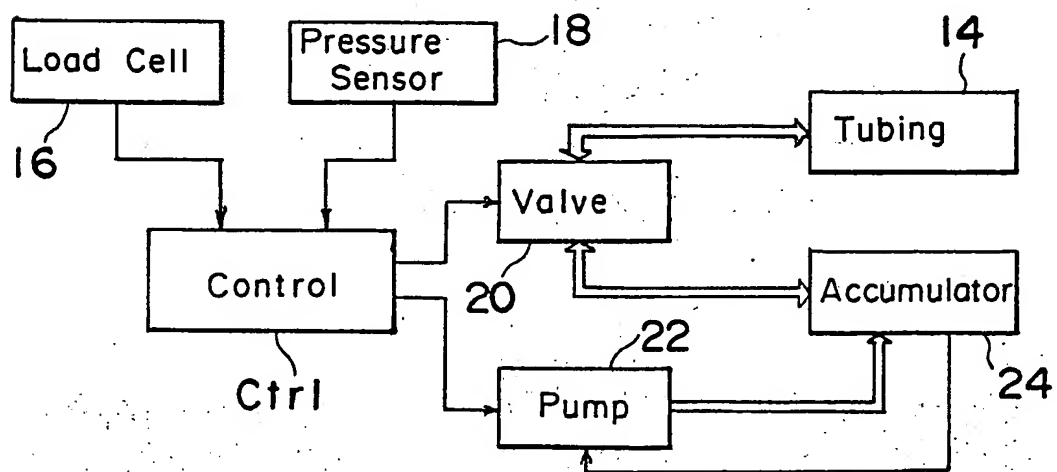 Load Cell
16
Pressure
Sensor
18
14
Tubing
Valve
20
Control
Ctrl
Accumulator
24
22
Pump